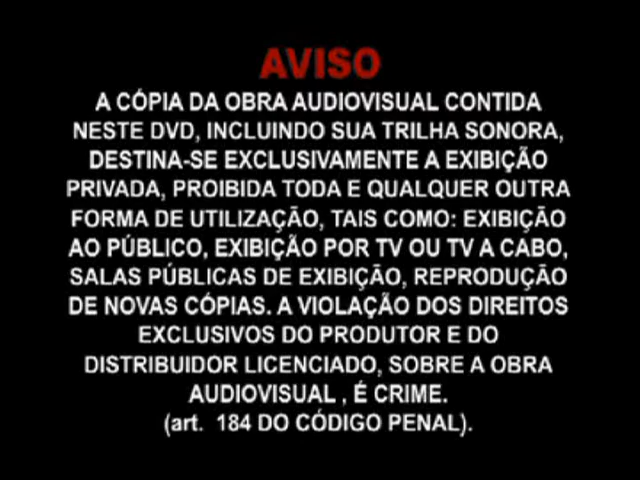 AVISO
A CÓPIA DA OBRA AUDIOVISUAL CONTIDA
NESTE DVD, INCLUINDO SUA TRILHA SONORA,
DESTINA-SE EXCLUSIVAMENTE A EXIBIÇÃO
PRIVADA, PROIBIDA TODA E QUALQUER OUTRA
FORMA DE UTILIZAÇÃO, TAIS COMO: EXIBIÇÃO
AO PÚBLICO, EXIBIÇÃO POR TV OU TV A CABO,
SALAS PÚBLICAS DE EXIBIÇÃO, REPRODUÇÃO
DE NOVAS CÓPIAS. A VIOLAÇÃO DOS DIREITOS
EXCLUSIVOS DO PRODUTOR E DO
DISTRIBUIDOR LICENCIADO, SOBRE A OBRA
AUDIOVISUAL , É CRIME.
(art. 184 DO CÓDIGO PENAL).